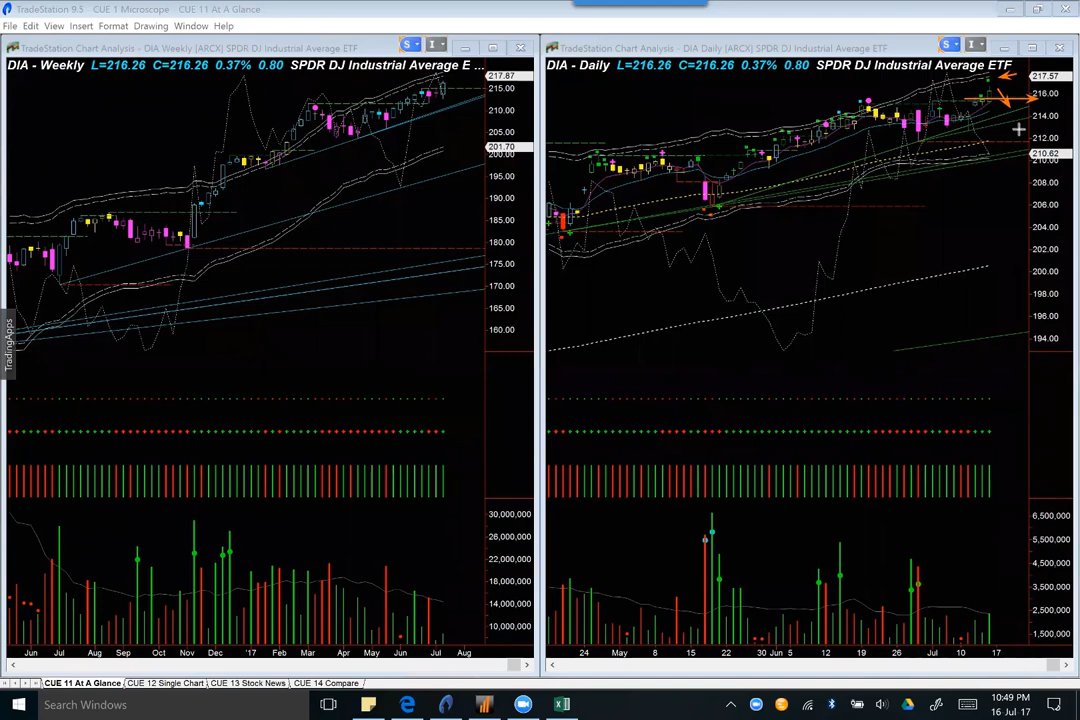 TradeStation 9.5 - CUE 1 Microscope - CUE 11 At A Glance
File Edit View Insert Format Drawing Window Help
TradeStation Chart Analysis - DIA Weekly [ARCX] SPDR DJ Industrial Average ETF
S I
DIA - Weekly L=216.26 C=216.26 0.37% 0.80 SPDR DJ Industrial Average E ...
217.87
215.00
210.00
205.00
201.70
200.00
195.00
190.00
185.00
180.00
175.00
170.00
165.00
160.00
30,000,000
26,000,000
22,000,000
18,000,000
14,000,000
10,000,000
Jun Jul Aug Sep Oct Nov Dec '17 Feb Mar Apr May Jun Jul Aug
TradingApps
TradeStation Chart Analysis - DIA Daily [ARCX] SPDR DJ Industrial Average ETF
S I
DIA - Daily L=216.26 C=216.26 0.37% 0.80 SPDR DJ Industrial Average ETF
217.57
216.00
214.00
212.00
210.62
210.00
208.00
206.00
204.00
202.00
200.00
198.00
196.00
194.00
6,500,000
5,500,000
4,500,000
3,500,000
2,500,000
1,500,000
24 May 8 15 22 30 Jun 5 12 19 26 Jul 10 17
CUE 11 At A Glance CUE 12 Single Chart CUE 13 Stock News CUE 14 Compare
Search Windows
10:49 PM
16 Jul '17